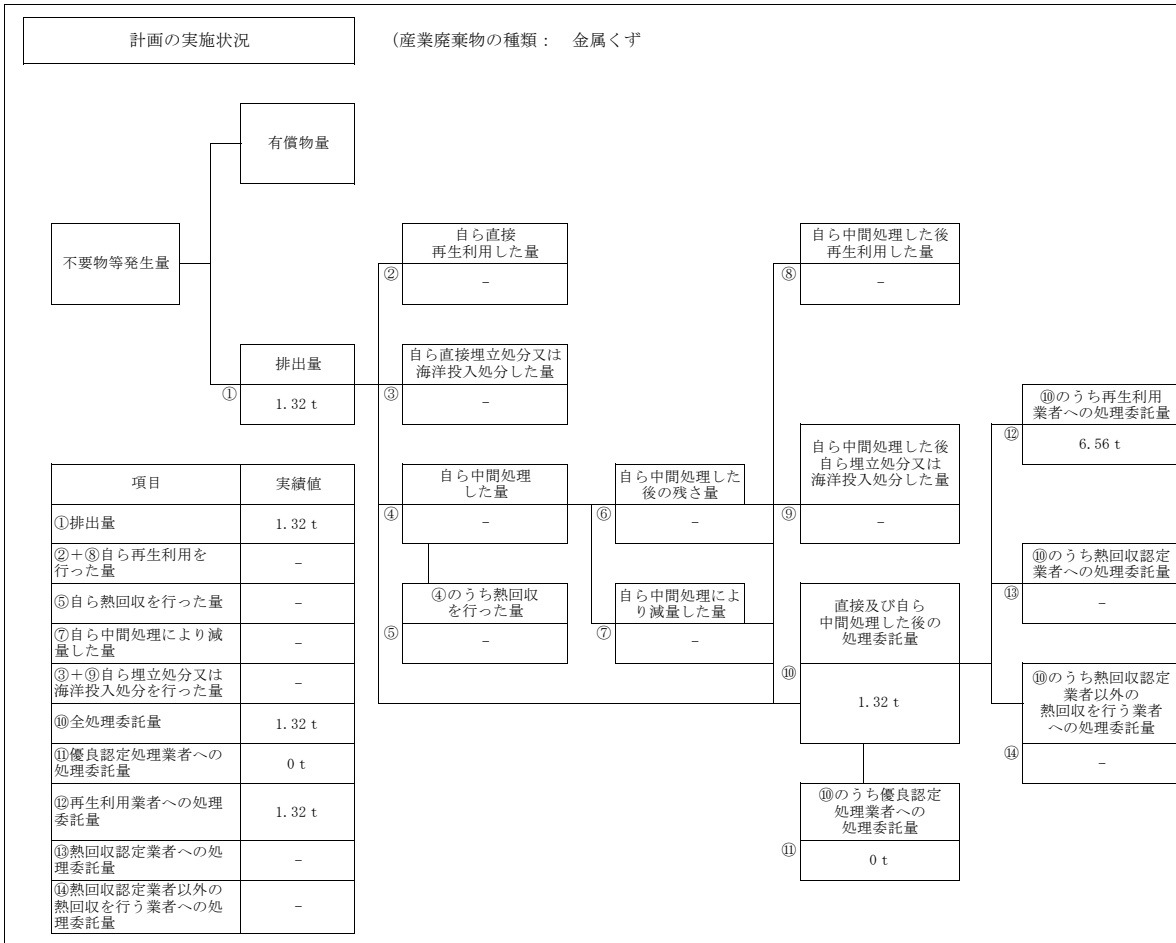 計画の実施状況
（産業廃棄物の種類： 金属くず
有償物量
不要物等発生量
自ら直接
再生利用した量
②
−
自ら中間処理した後
再生利用した量
⑧
−
排出量
①
1.32 t
自ら直接埋立処分又は
海洋投入処分した量
③
−
⑩のうち再生利用
業者への処理委託量
⑫
6.56 t
自ら中間処理
した量
④
−
自ら中間処理した
後の残さ量
⑥
−
自ら中間処理した後
自ら埋立処分又は
海洋投入処分した量
⑨
−
④のうち熱回収
を行った量
⑤
−
自ら中間処理によ
り減量した量
⑦
−
直接及び自ら
中間処理した後の
処理委託量
⑩
1.32 t
⑩のうち熱回収認定
業者への処理委託量
⑬
−
⑩のうち熱回収認定
業者以外の
熱回収を行う業者
への処理委託量
⑭
−
⑩のうち優良認定
処理業者への
処理委託量
⑪
0 t
項目 実績値
①排出量 1.32 t
②＋⑧自ら再生利用を
行った量 −
⑤自ら熱回収を行った量 −
⑦自ら中間処理により減
量した量 −
③＋⑨自ら埋立処分又は
海洋投入処分を行った量 −
⑩全処理委託量 1.32 t
⑪優良認定処理業者への
処理委託量 0 t
⑫再生利用業者への処理
委託量 1.32 t
⑬熱回収認定業者への処
理委託量 −
⑭熱回収認定業者以外の
熱回収を行う業者への処
理委託量 −